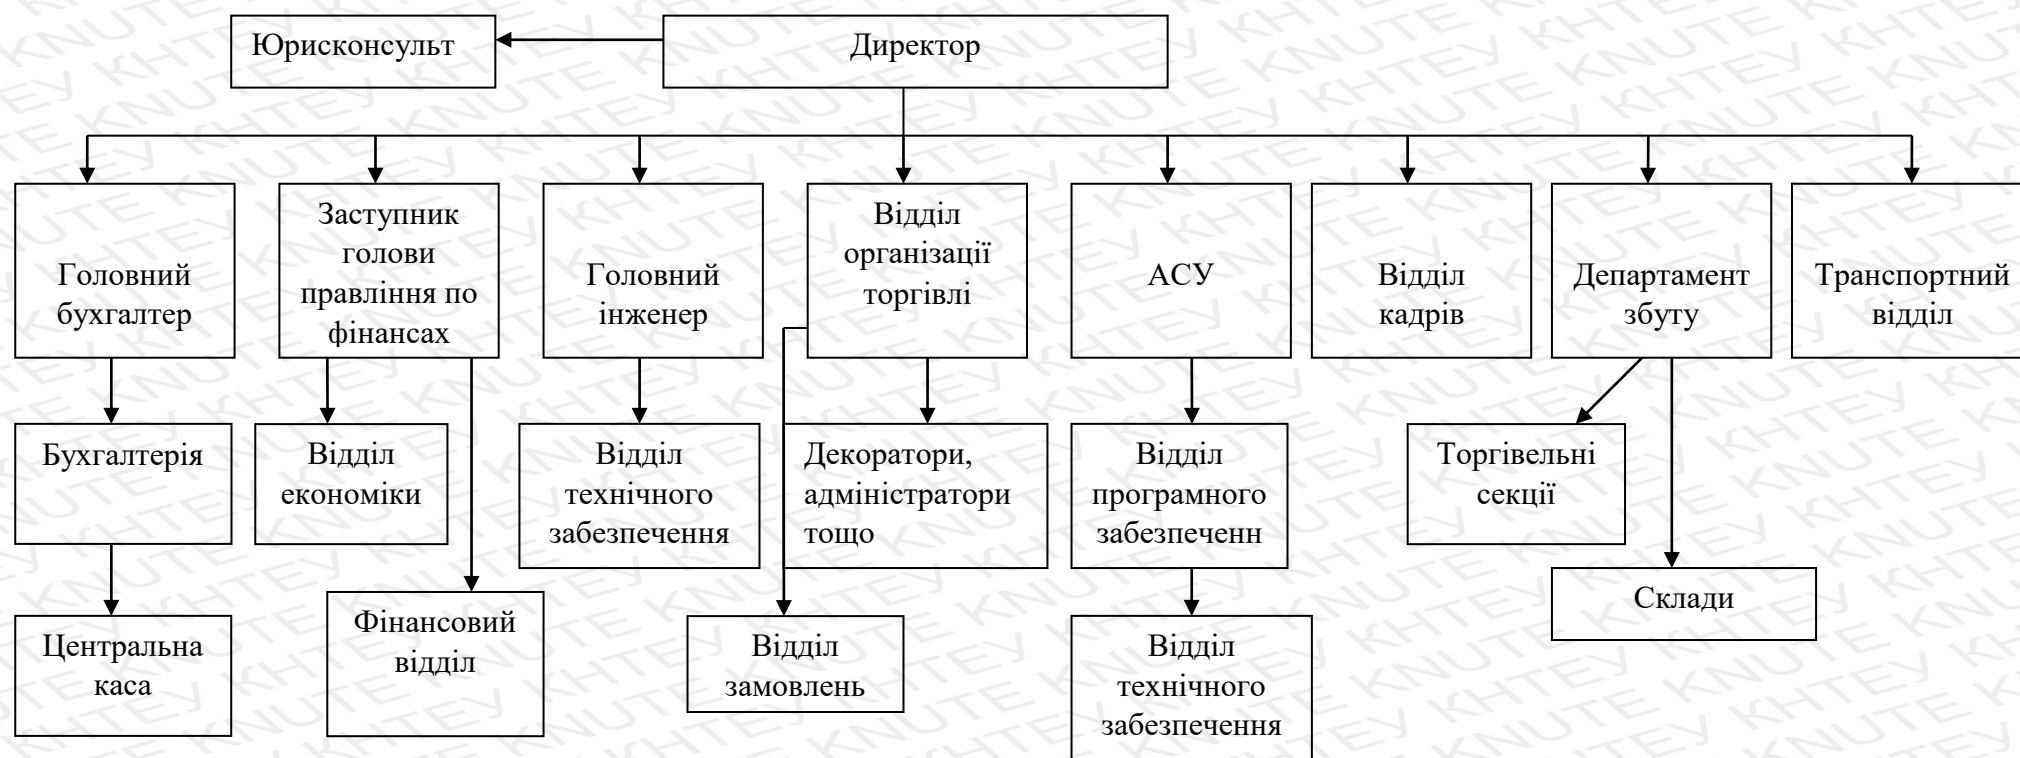 Юрисконсульт
Директор
Головний
бухгалтер
Заступник
голови
правління по
фінансах
Головний
інженер
Відділ
організації
торгівлі
АСУ
Відділ
кадрів
Департамент
збуту
Транспортний
відділ
Бухгалтерія
Відділ
економіки
Відділ
технічного
забезпечення
Декоратори,
адміністратори
тощо
Відділ
програмного
забезпеченн
Торгівельні
секції
Центральна
каса
Фінансовий
відділ
Відділ
замовлень
Відділ
технічного
забезпечення
Склади